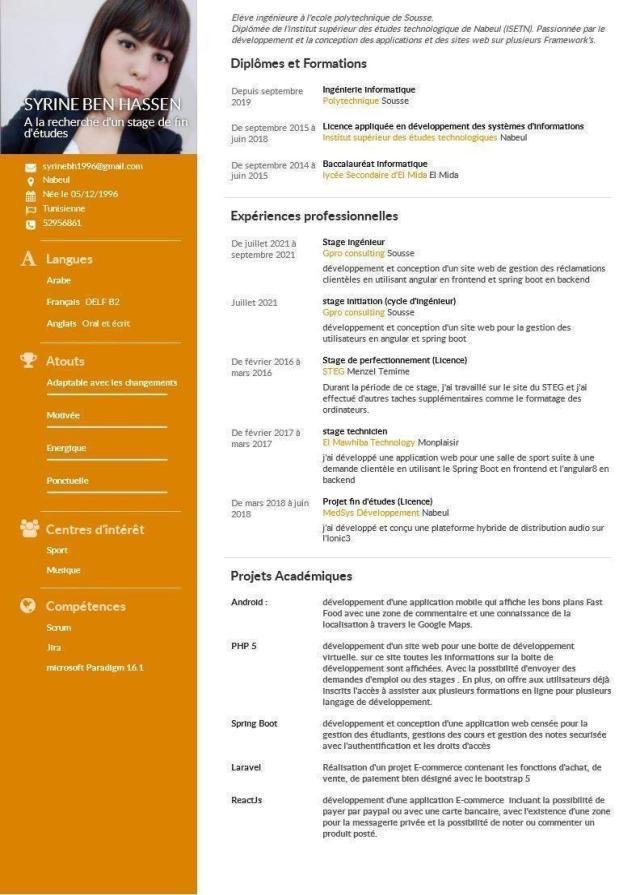 SYRINE BEN HASSEN
A la recherche d'un stage de fin
d'études
syrinebh1996@gmail.com
Nabeul
Née le 05/12/1996
Tunisienne
52956861
Langues
Arabe
Français DELF B2
Anglais Oral et écrit
Atouts
Adaptable avec les changements
Motivée
Energique
Ponctuelle
Centres d'intérêt
Sport
Musique
Compétences
Scrum
Jira
microsoft Paradigm 16.1
Elève ingénieure à l'ecole polytechnique de Sousse.
Diplômée de l'institut supérieur des études technologique de Nabeul (ISETN). Passionnée par le
développement et la conception des applications et des sites web sur plusieurs Framework's.
Diplômes et Formations
Depuis septembre
2019
Ingénierie informatique
Polytechnique Sousse
De septembre 2015 à
juin 2018
Licence appliquée en développement des systèmes d'informations
Institut supérieur des études technologiques Nabeul
De septembre 2014 à
juin 2015
Baccalauréat informatique
lycée Secondaire d'El Mida El Mida
Expériences professionnelles
De juillet 2021 à
septembre 2021
Stage ingénieur
Gpro consulting Sousse
développement et conception d'un site web de gestion des réclamations
clientèles en utilisant angular en frontend et spring boot en backend
Juillet 2021
stage initiation (cycle d'ingénieur)
Gpro consulting Sousse
développement et conception d'un site web pour la gestion des
utilisateurs en angular et spring boot
De février 2016 à
mars 2016
Stage de perfectionnement (Licence)
STEG Menzel Temime
Durant la période de ce stage, j'ai travaillé sur le site du STEG et j'ai
effectué d'autres taches supplémentaires comme le formatage des
ordinateurs.
De février 2017 à
mars 2017
stage technicien
El Mawhiba Technology Monplaisir
j'ai développé une application web pour une salle de sport suite à une
demande clientèle en utilisant le Spring Boot en frontend et l'angular8 en
backend
De mars 2018 à juin
2018
Projet fin d'études (Licence)
MedSys Développement Nabeul
j'ai développé et conçu une plateforme hybride de distribution audio sur
l'Ionic3
Projets Académiques
Android :
développement d'une application mobile qui affiche les bons plans Fast
Food avec une zone de commentaire et une connaissance de la
localisation à travers le Google Maps.
PHP 5
développement d'un site web pour une boite de développement
virtuelle. sur ce site toutes les informations sur la boite de
développement sont affichées. Avec la possibilité d'envoyer des
demandes d'emploi ou des stages . En plus, on offre aux utilisateurs déjà
inscrits l'accès à assister aux plusieurs formations en ligne pour plusieurs
langage de développement.
Spring Boot
développement et conception d'une application web censée pour la
gestion des étudiants, gestions des cours et gestion des notes securisée
avec l'authentification et les droits d'accès
Laravel
Réalisation d'un projet E-commerce contenant les fonctions d'achat, de
vente, de paiement bien désigné avec le bootstrap 5
ReactJs
développement d'une application E-commerce incluant la possibilité de
payer par paypal ou avec une carte bancaire, avec l'existence d'une zone
pour la messagerie privée et la possibilité de noter ou commenter un
produit posté.